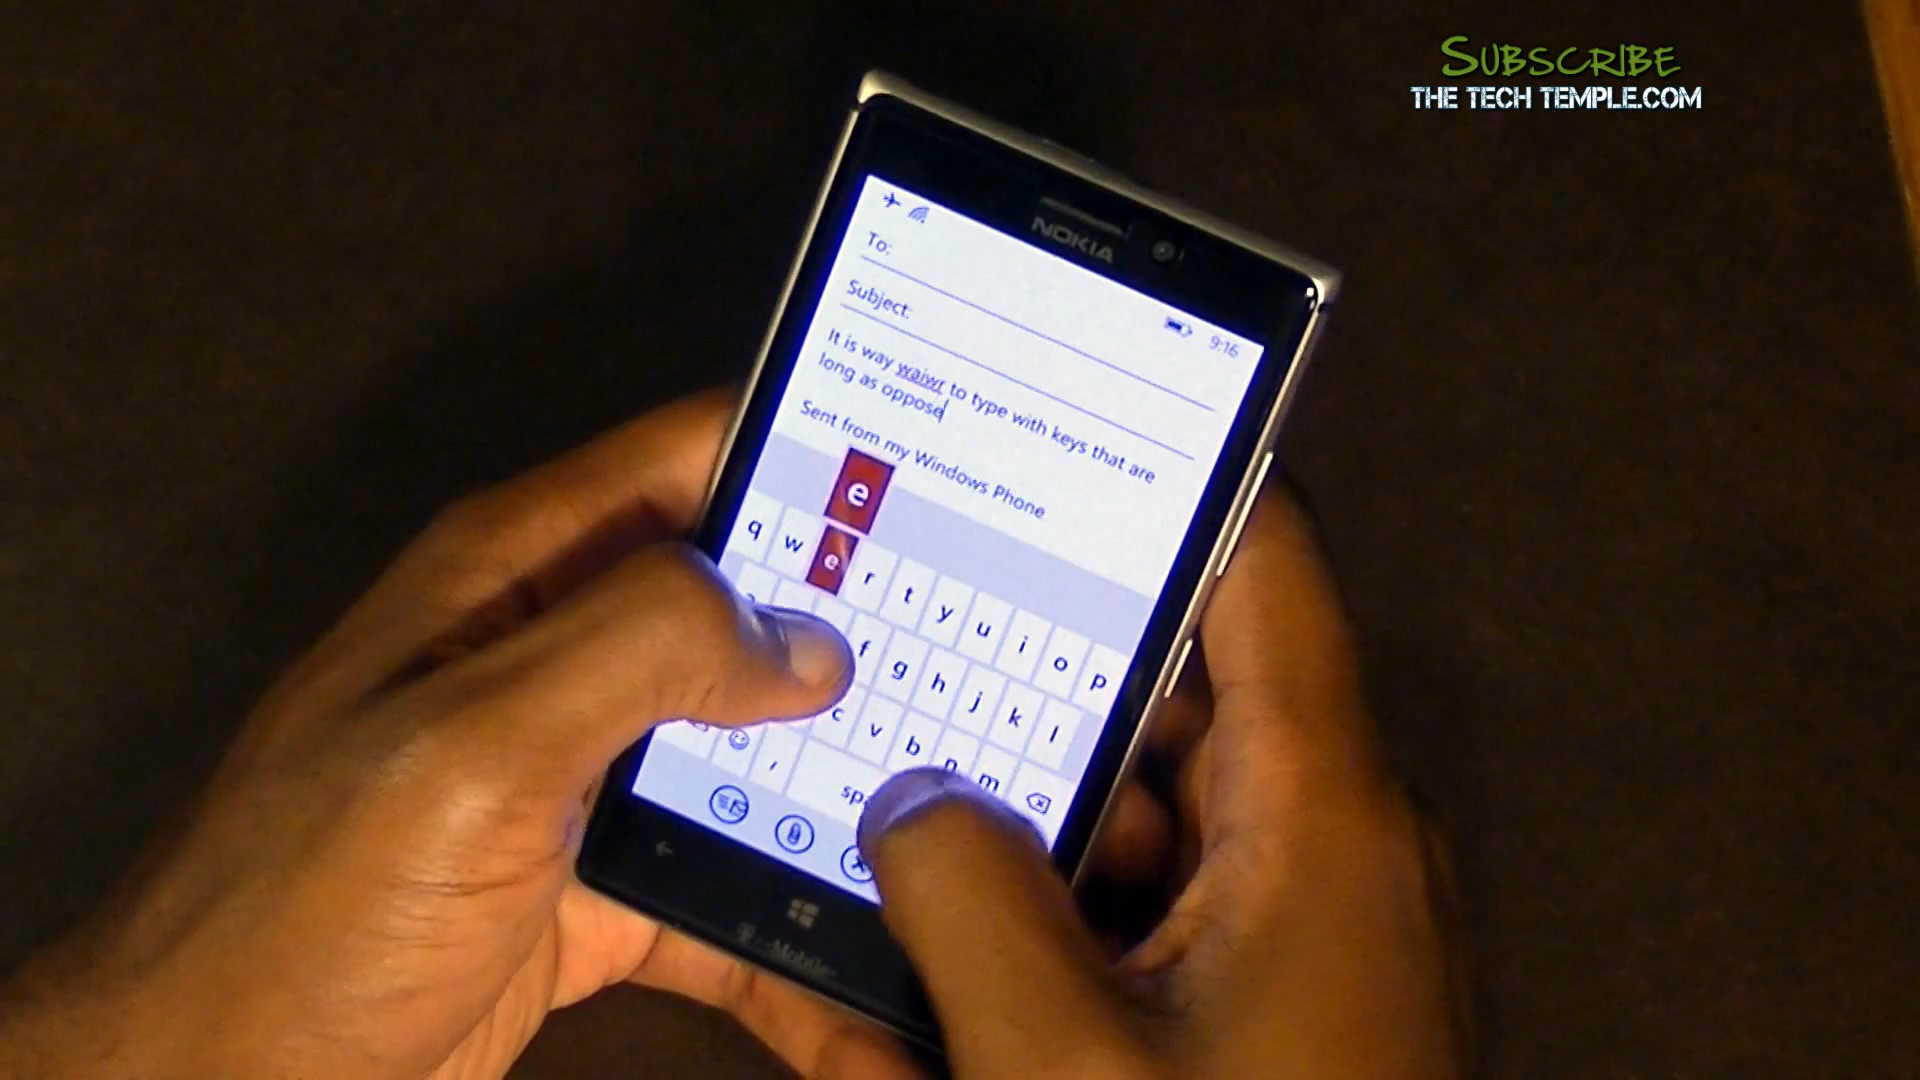 SUBSCRIBE
THE TECH TEMPLE.COM
NOKIA
9:16
To:
Subject:
It is way waiwr to type with keys that are
long as oppose
Sent from my Windows Phone
e
q w e r t y u i o p
f g h j k l
c v b n m
,
T-Mobile